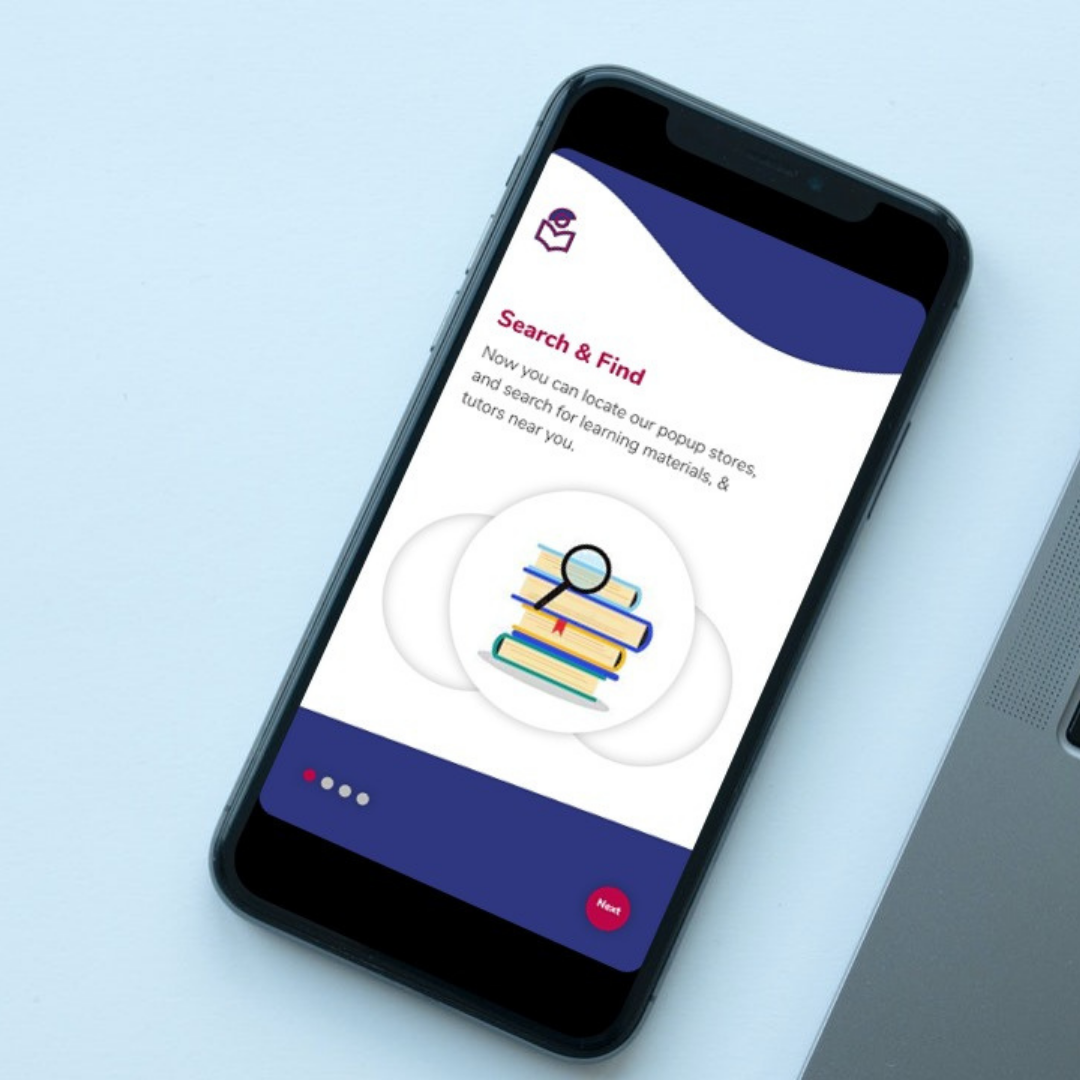 Search & Find
Now you can locate our popup stores,
and search for learning materials, &
tutors near you.
Next